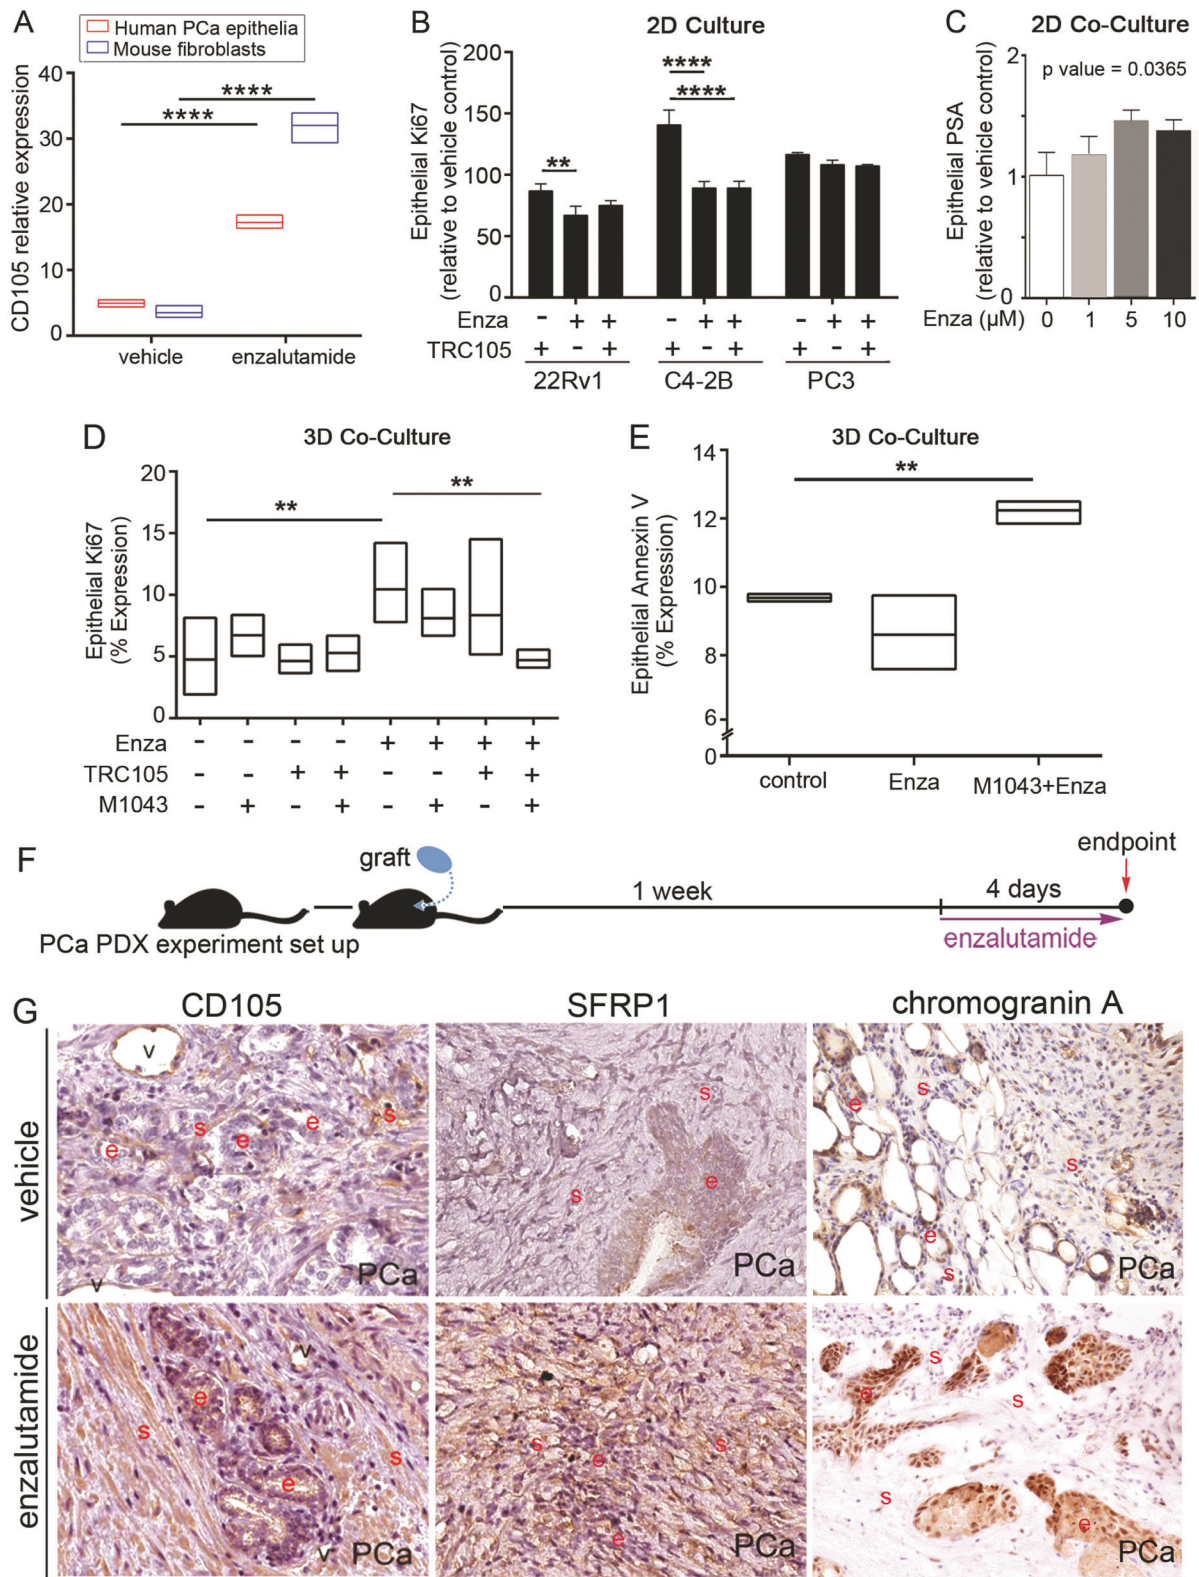 A
Human PCa epithelia
Mouse fibroblasts
CD105 relative expression
40
30
20
10
0
****
****
vehicle
enzalutamide
B
2D Culture
Epithelial Ki67
(relative to vehicle control)
200
150
100
50
0
**
****
****
Enza - + + - + + - + +
TRC105 + - + + - + + - +
22Rv1 C4-2B PC3
C
2D Co-Culture
p value = 0.0365
Epithelial PSA
(relative to vehicle control)
2
1
0
Enza (µM) 0 1 5 10
D
3D Co-Culture
Epithelial Ki67
(% Expression)
20
15
10
5
0
**
**
Enza - - - - + + + +
TRC105 - - + + - - + +
M1043 - + - + - + - +
E
3D Co-Culture
Epithelial Annexin V
(% Expression)
14
12
10
8
6
0
**
control Enza M1043+Enza
F
graft
1 week
4 days
endpoint
enzalutamide
PCa PDX experiment set up
G
CD105 SFRP1 chromogranin A
vehicle
v
e
s
e
e
s
v
PCa
s
s
e
PCa
e
s
s
e
s
PCa
enzalutamide
v
e
s
s
e
v
PCa
s
e
s
e
PCa
s
e
s
s
e
PCa